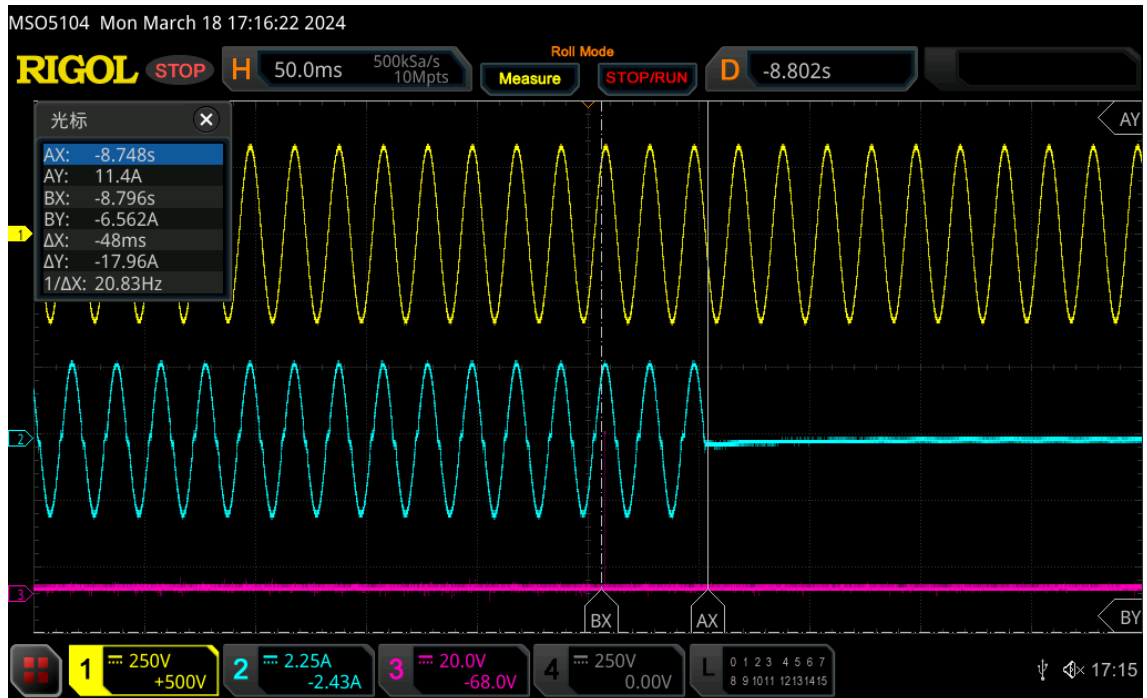 MSO5104 Mon March 18 17:16:22 2024
RIGOL STOP H 50.0ms 500kSa/s 10Mpts Roll Mode Measure STOP/RUN D -8.802s
光标
AX: -8.748s
AY: 11.4A
BX: -8.796s
BY: -6.562A
ΔX: -48ms
ΔY: -17.96A
1/ΔX: 20.83Hz
AY
1
2
3
BX AX BY
1 250V +500V 2 2.25A -2.43A 3 20.0V -68.0V 4 250V 0.00V L 0 1 2 3 4 5 6 7
8 9 10 11 12 13 14 15
17:15